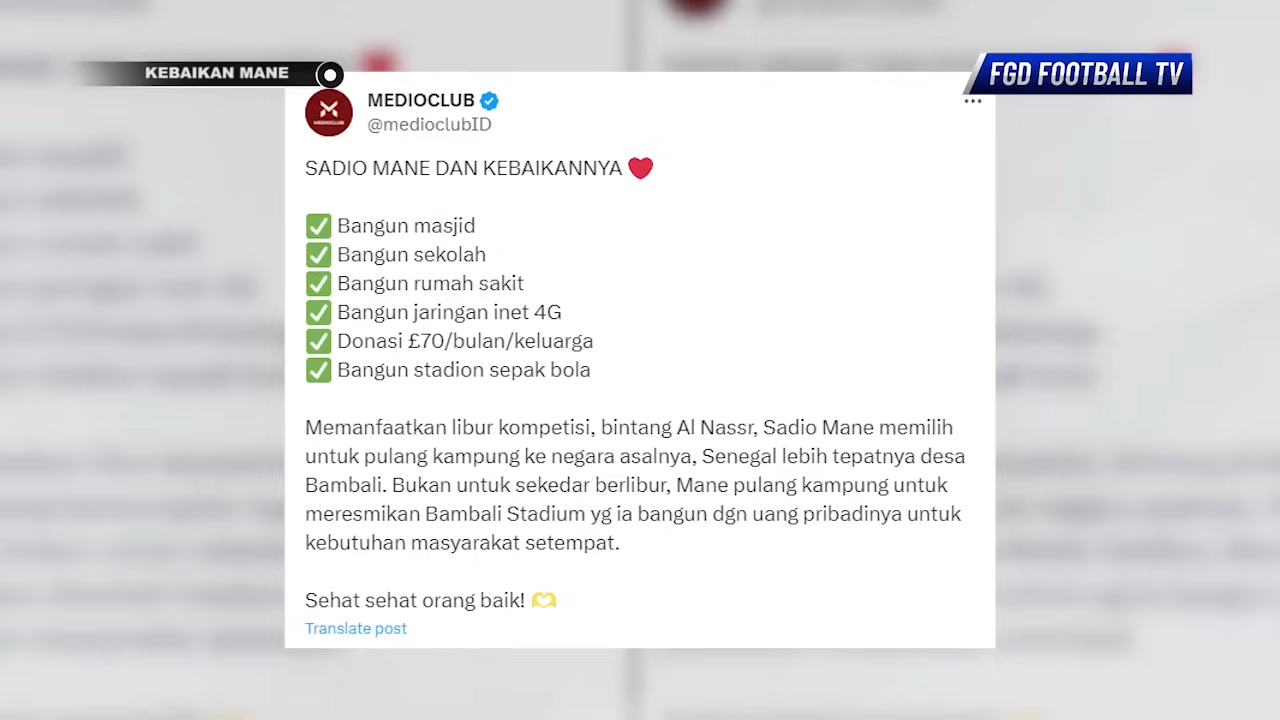 KEBAIKAN MANE
FGD FOOTBALL TV
MEDIOCLUB
MEDIOCLUB
@medioclubID
SADIO MANE DAN KEBAIKANNYA ❤️
✅ Bangun masjid
✅ Bangun sekolah
✅ Bangun rumah sakit
✅ Bangun jaringan inet 4G
✅ Donasi £70/bulan/keluarga
✅ Bangun stadion sepak bola
Memanfaatkan libur kompetisi, bintang Al Nassr, Sadio Mane memilih
untuk pulang kampung ke negara asalnya, Senegal lebih tepatnya desa
Bambali. Bukan untuk sekedar berlibur, Mane pulang kampung untuk
meresmikan Bambali Stadium yg ia bangun dgn uang pribadinya untuk
kebutuhan masyarakat setempat.
Sehat sehat orang baik! 🫶
Translate post